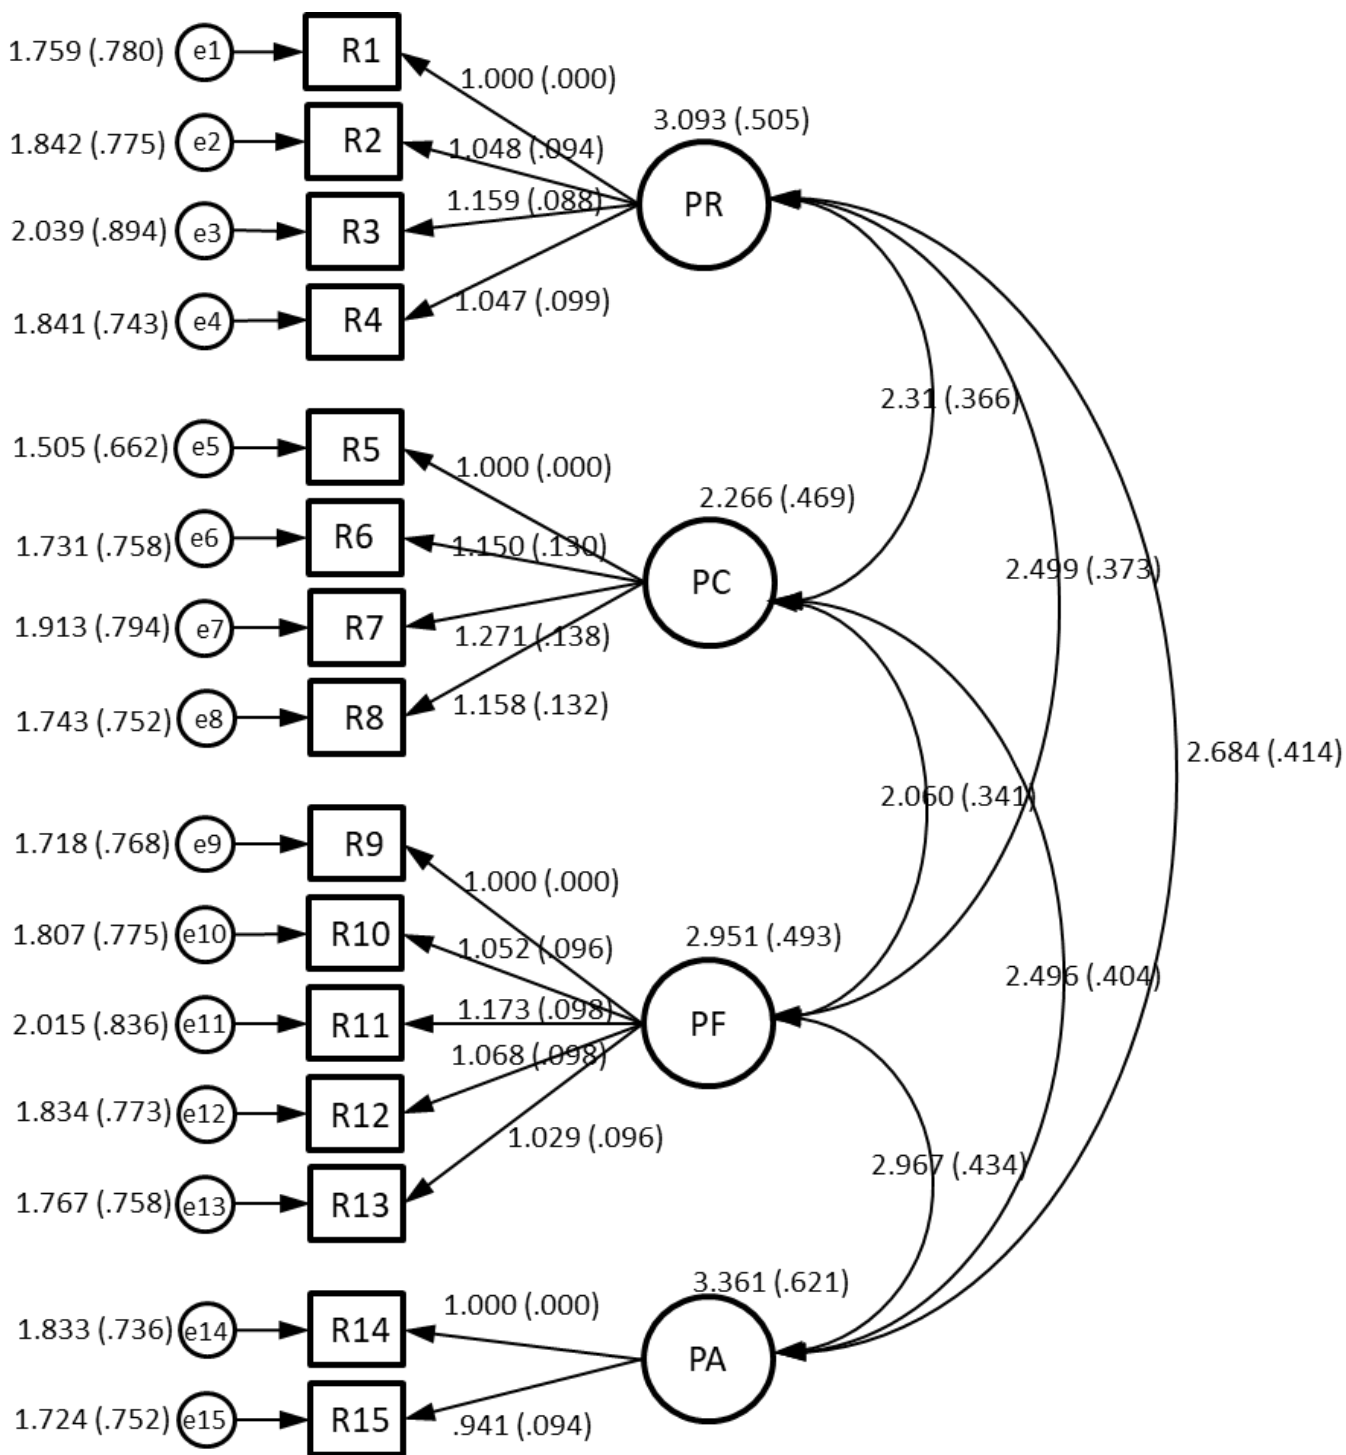 1.759 (.780) e1 R1
1.000 (.000)
3.093 (.505)
1.842 (.775) e2 R2
1.048 (.094)
1.159 (.088)
PR
2.039 (.894) e3 R3
1.047 (.099)
1.841 (.743) e4 R4
2.31 (.366)
1.505 (.662) e5 R5
1.000 (.000)
2.266 (.469)
1.731 (.758) e6 R6
1.150 (.130)
2.499 (.373)
PC
1.913 (.794) e7 R7
1.271 (.138)
1.158 (.132)
1.743 (.752) e8 R8
2.684 (.414)
2.060 (.341)
1.718 (.768) e9 R9
1.000 (.000)
1.807 (.775) e10 R10
2.951 (.493)
1.052 (.096)
2.496 (.404)
1.173 (.098)
2.015 (.836) e11 R11
PF
1.068 (.098)
1.834 (.773) e12 R12
1.029 (.096)
2.967 (.434)
1.767 (.758) e13 R13
3.361 (.621)
1.000 (.000)
1.833 (.736) e14 R14
PA
1.724 (.752) e15 R15
.941 (.094)